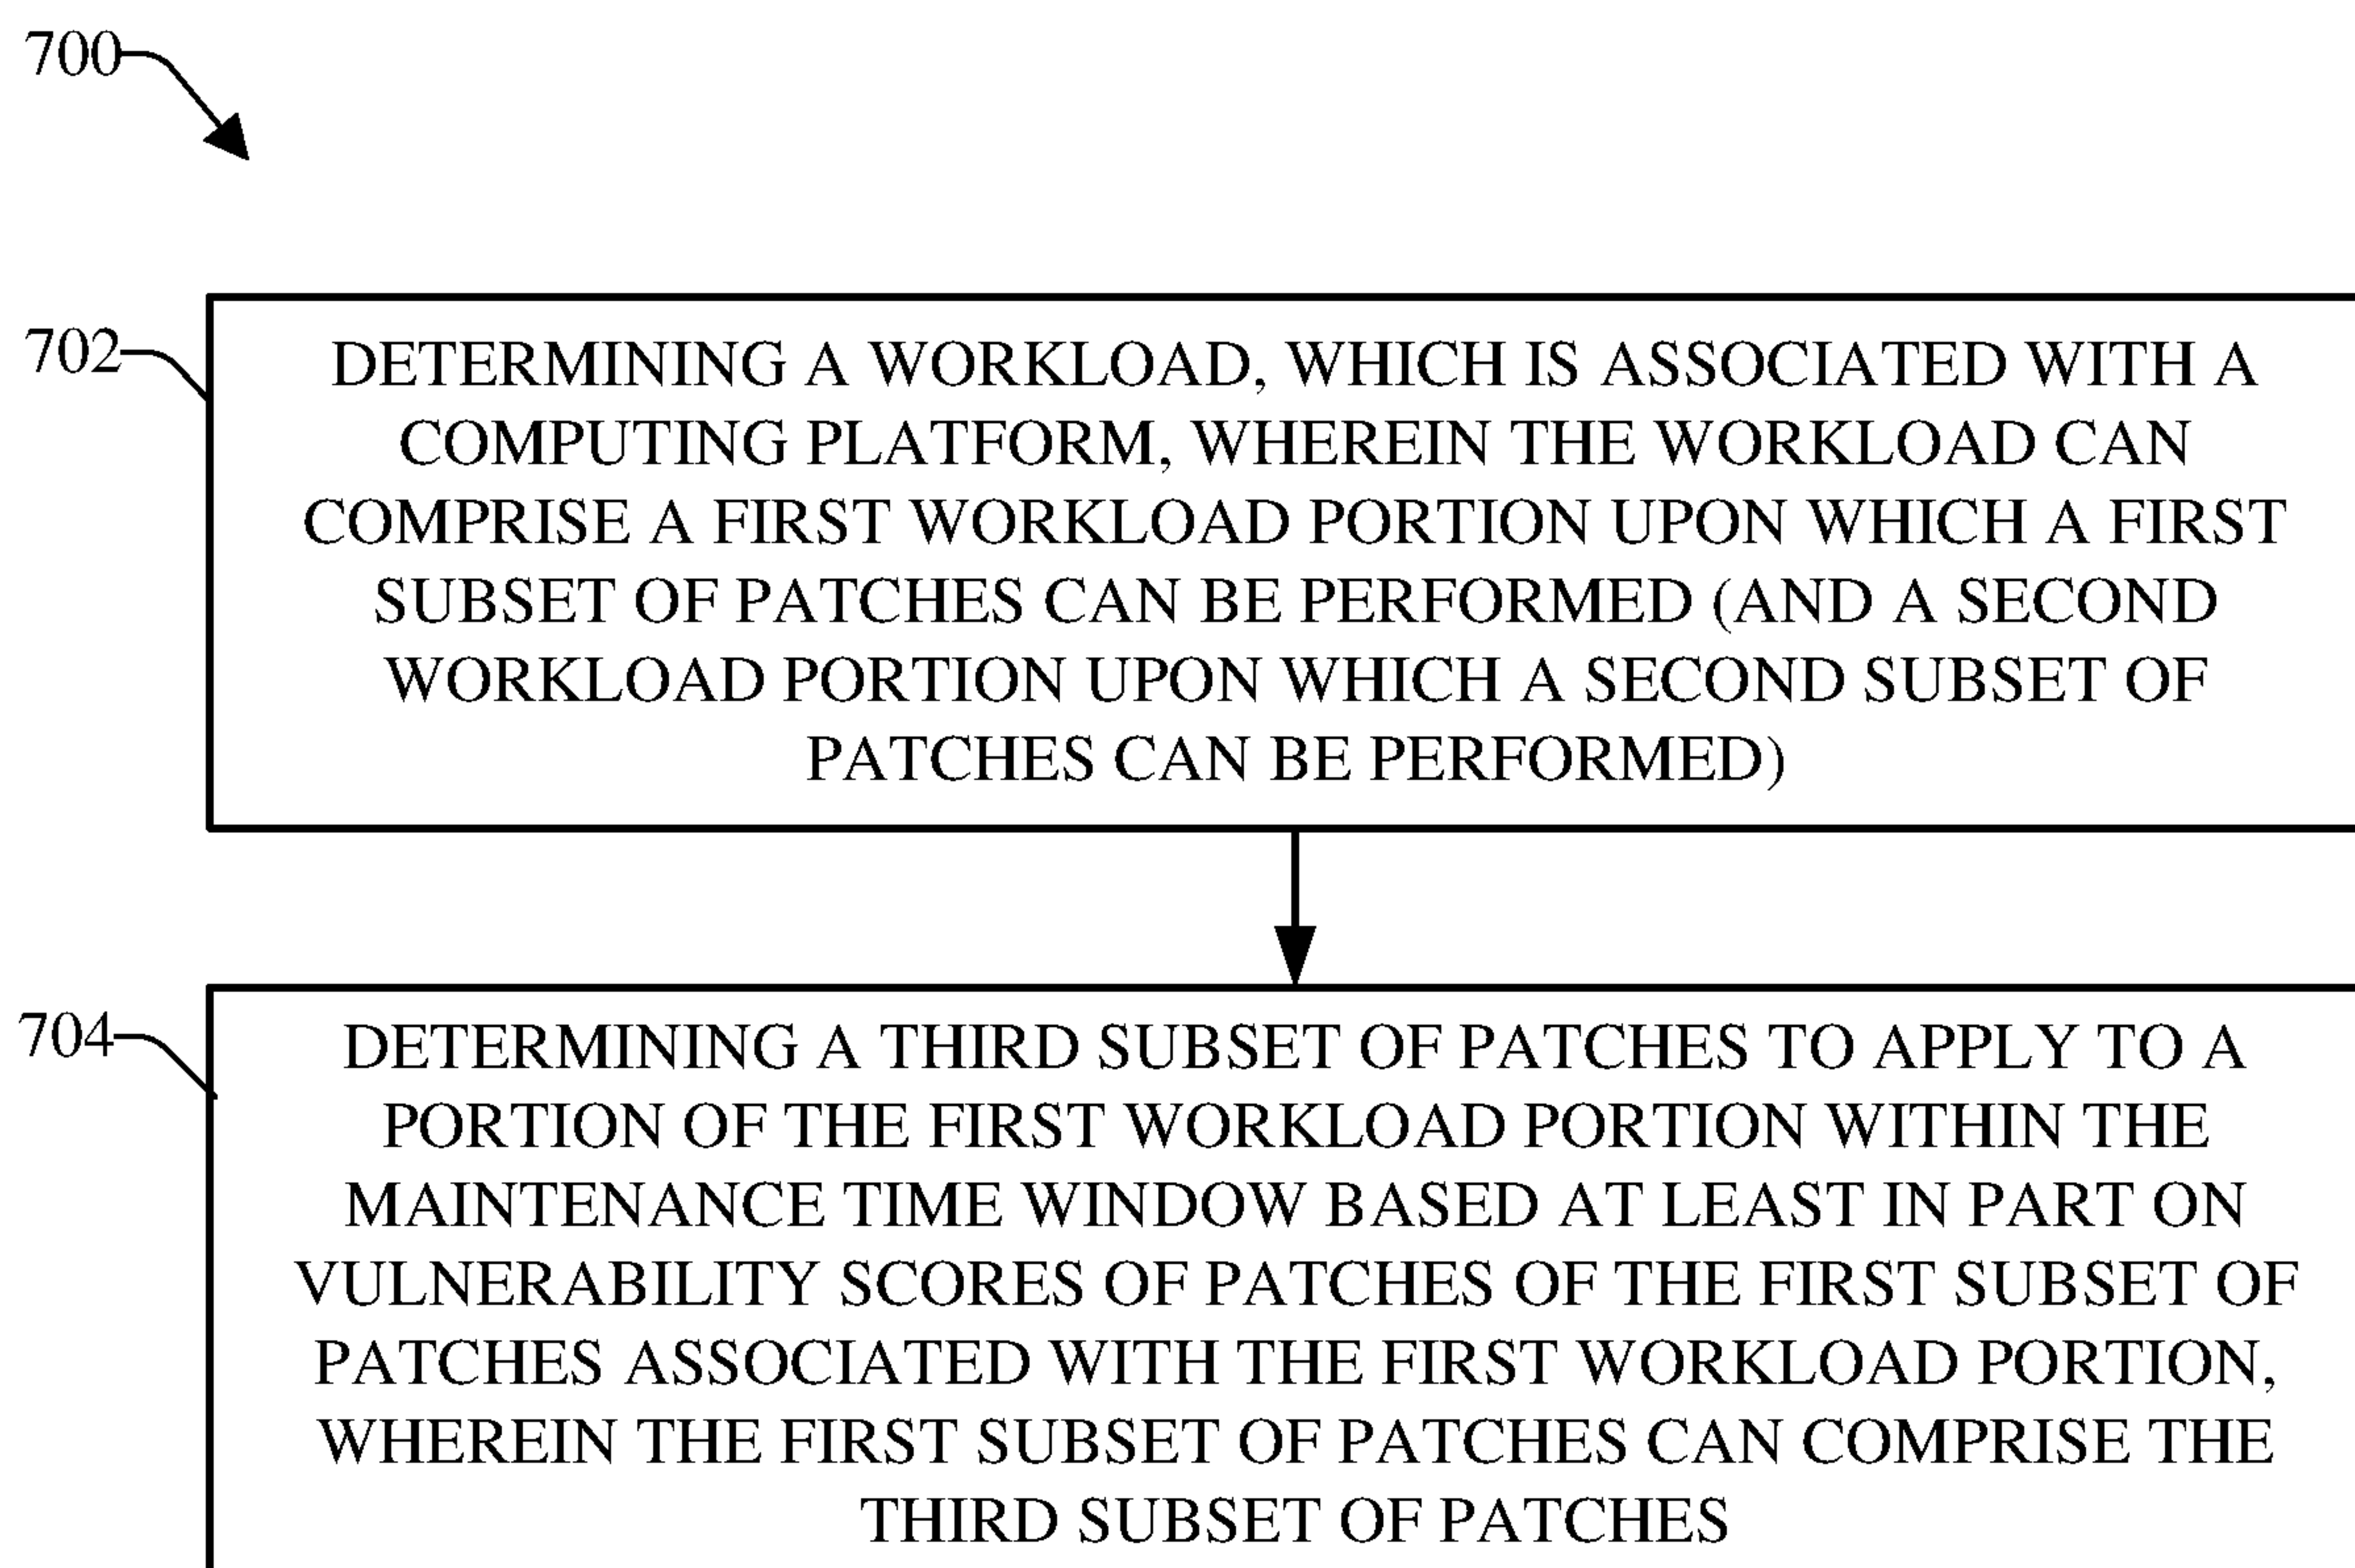 700
702
DETERMINING A WORKLOAD, WHICH IS ASSOCIATED WITH A
COMPUTING PLATFORM, WHEREIN THE WORKLOAD CAN
COMPRISE A FIRST WORKLOAD PORTION UPON WHICH A FIRST
SUBSET OF PATCHES CAN BE PERFORMED (AND A SECOND
WORKLOAD PORTION UPON WHICH A SECOND SUBSET OF
PATCHES CAN BE PERFORMED)
704
DETERMINING A THIRD SUBSET OF PATCHES TO APPLY TO A
PORTION OF THE FIRST WORKLOAD PORTION WITHIN THE
MAINTENANCE TIME WINDOW BASED AT LEAST IN PART ON
VULNERABILITY SCORES OF PATCHES OF THE FIRST SUBSET OF
PATCHES ASSOCIATED WITH THE FIRST WORKLOAD PORTION,
WHEREIN THE FIRST SUBSET OF PATCHES CAN COMPRISE THE
THIRD SUBSET OF PATCHES